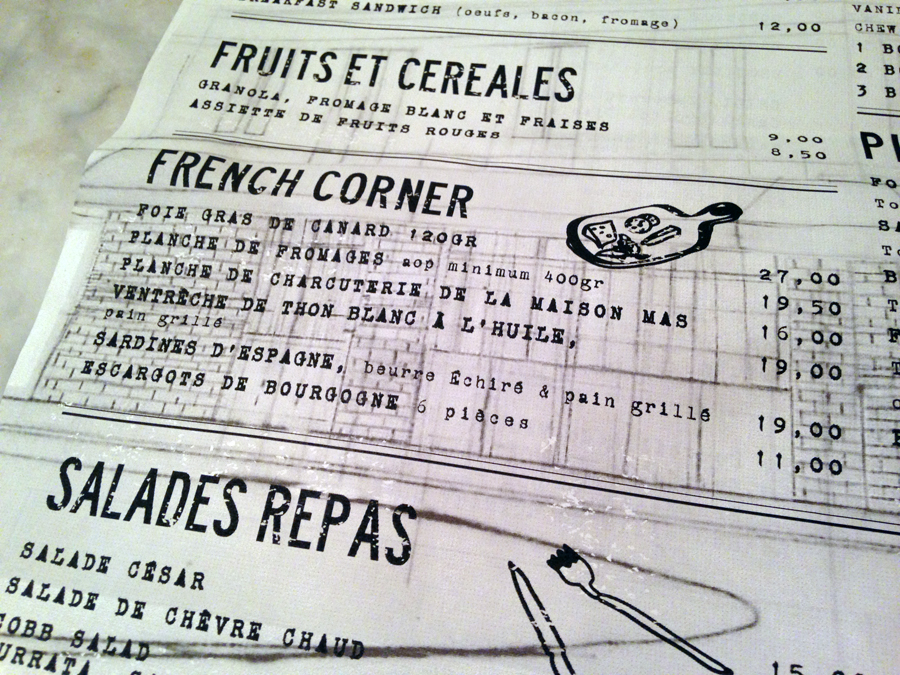 SANDWICH (oeufs, bacon, fromage) 12,00
FRUITS ET CEREALES
GRANOLA, FROMAGE BLANC ET FRAISES 9,00
ASSIETTE DE FRUITS ROUGES 8,50
FRENCH CORNER
FOIE GRAS DE CANARD 120GR 27,00
PLANCHE DE FROMAGES aop minimum 400gr 19,50
PLANCHE DE CHARCUTERIE DE LA MAISON MAS 16,00
VENTRÊCHE DE THON BLANC À L'HUILE, 19,00
pain grillé
SARDINES D'ESPAGNE, beurre Échiré & pain grillé 19,00
ESCARGOTS DE BOURGOGNE 6 pièces 11,00
SALADES REPAS
SALADE CÉSAR
SALADE DE CHÈVRE CHAUD
COBB SALAD
1
2
3